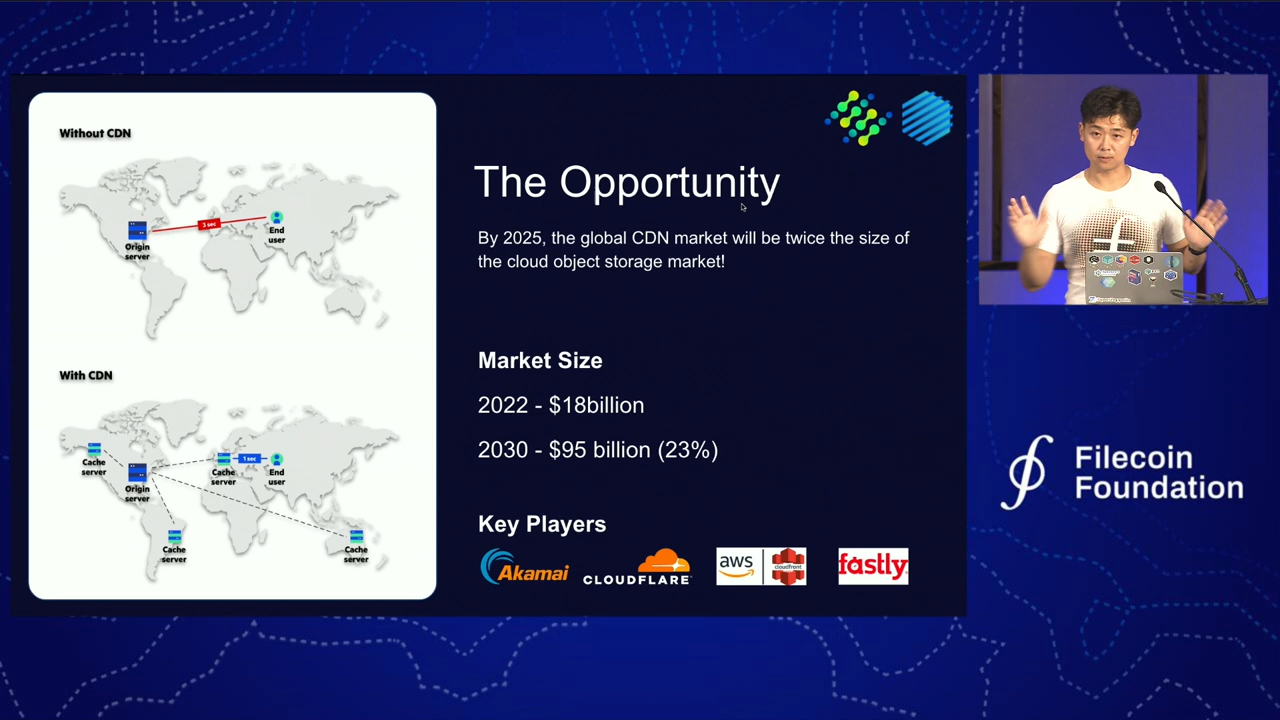 Without CDN
3 sec
Origin
server
End
user
With CDN
Cache
server
Origin
server
Cache
server
1 sec
End
user
Cache
server
Cache
server
The Opportunity
By 2025, the global CDN market will be twice the size of
the cloud object storage market!
Market Size
2022 - $18billion
2030 - $95 billion (23%)
Key Players
Akamai
CLOUDFLARE
aws
cloudfront
fastly
Filecoin
Foundation